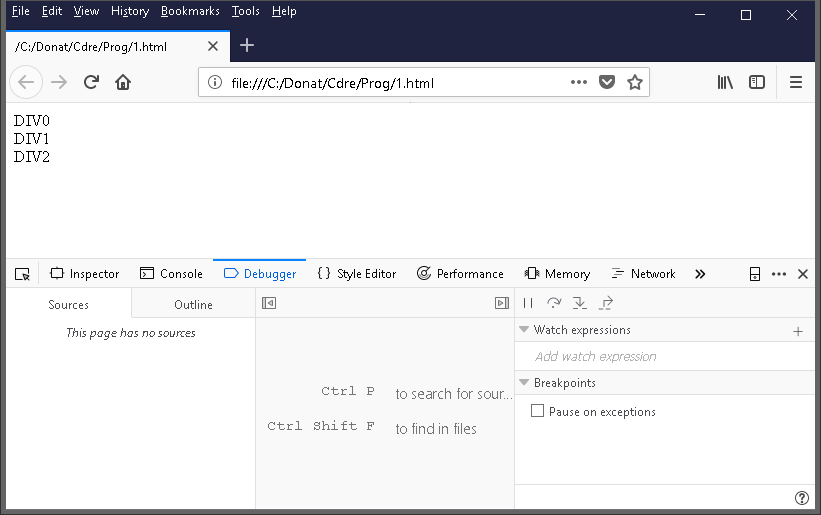 File Edit View History Bookmarks Tools Help
/C:/Donat/Cdre/Prog/1.html
file:///C:/Donat/Cdre/Prog/1.html
DIV0
DIV1
DIV2
Inspector Console Debugger {} Style Editor Performance Memory Network
Sources Outline
This page has no sources
Ctrl P to search for sour...
Ctrl Shift F to find in files
Watch expressions
Add watch expression
Breakpoints
Pause on exceptions